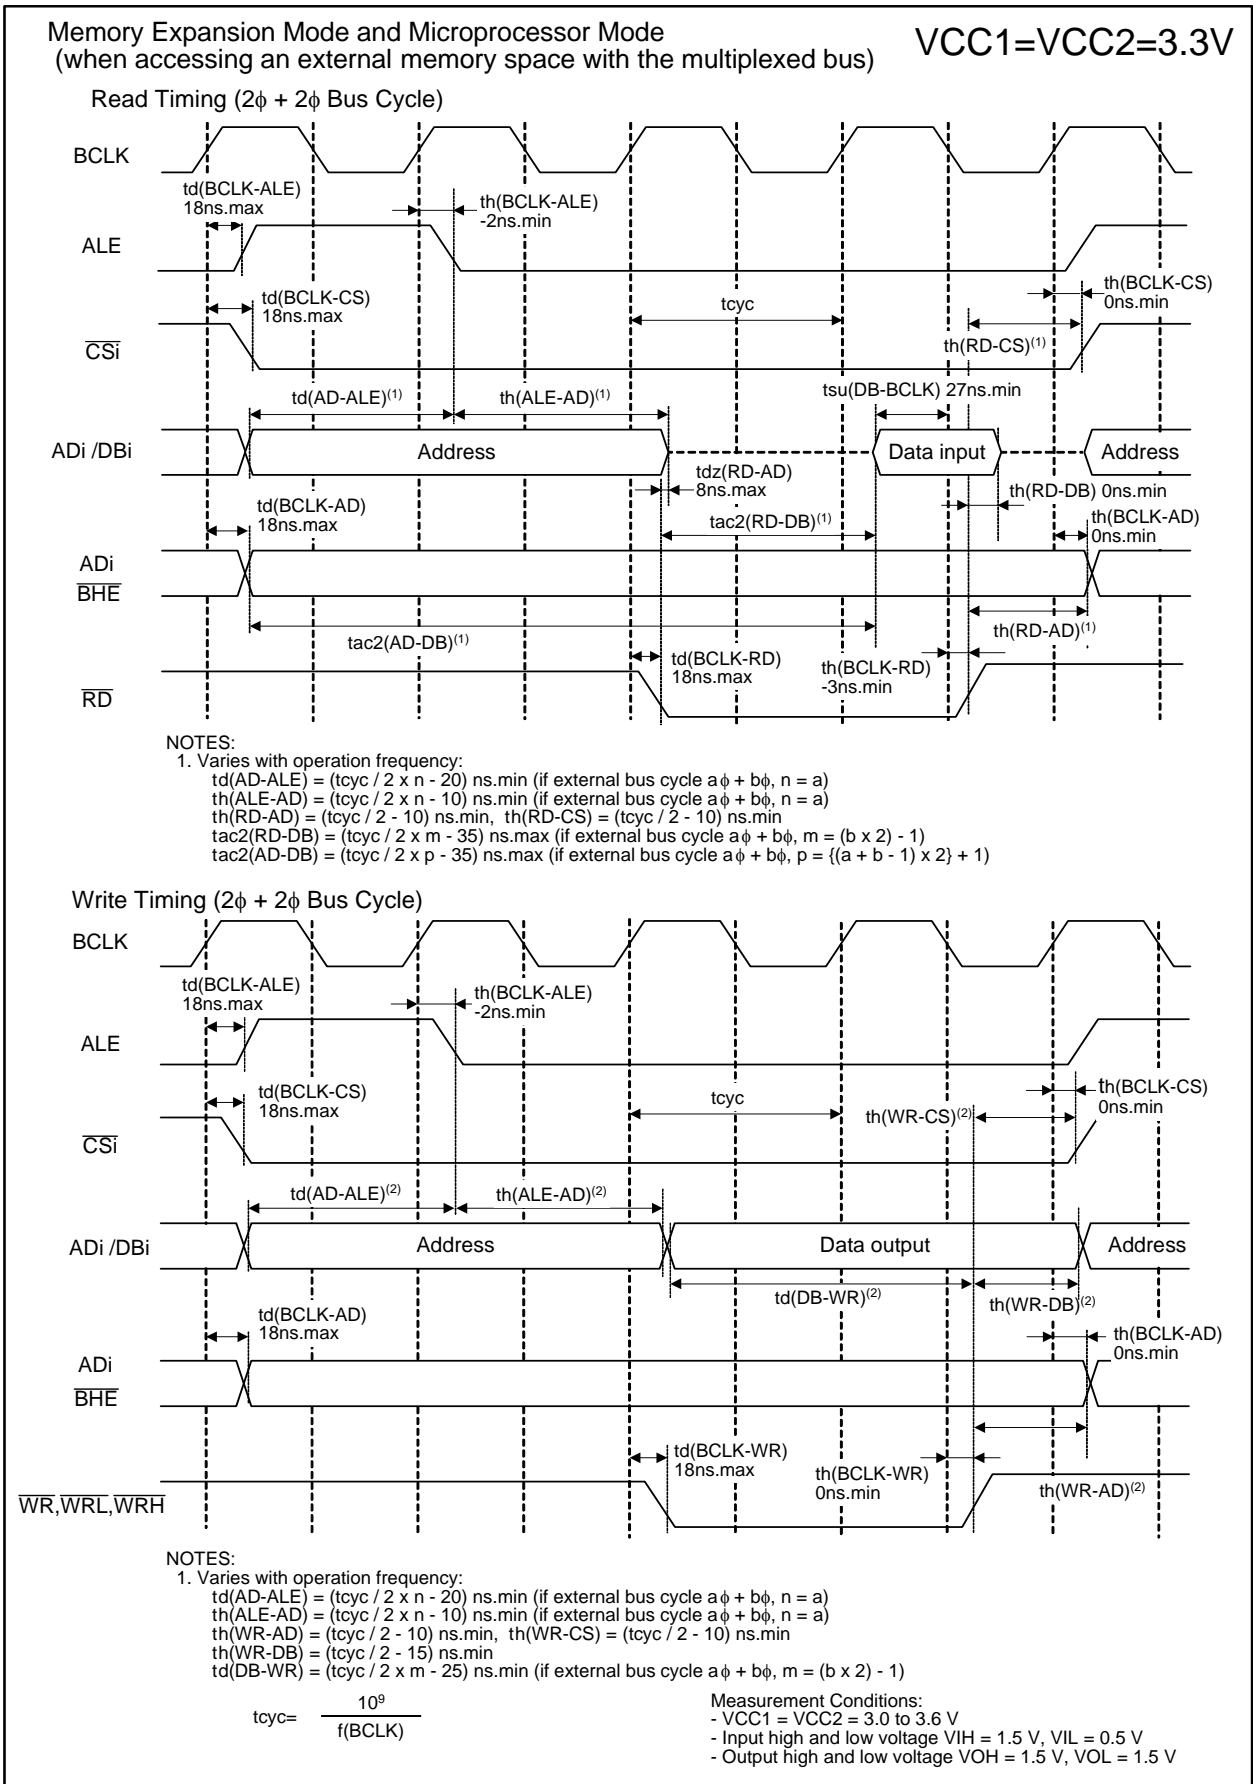 Memory Expansion Mode and Microprocessor Mode
(when accessing an external memory space with the multiplexed bus)
VCC1=VCC2=3.3V
Read Timing (2ϕ + 2ϕ Bus Cycle)
BCLK
td(BCLK-ALE)
18ns.max
th(BCLK-ALE)
-2ns.min
ALE
td(BCLK-CS)
18ns.max
tcyc
th(BCLK-CS)
0ns.min
CSi
th(RD-CS)(1)
td(AD-ALE)(1)
th(ALE-AD)(1)
tsu(DB-BCLK) 27ns.min
ADi /DBi
Address
Data input
Address
tdz(RD-AD)
8ns.max
th(RD-DB) 0ns.min
td(BCLK-AD)
18ns.max
tac2(RD-DB)(1)
th(BCLK-AD)
0ns.min
ADi
BHE
tac2(AD-DB)(1)
th(RD-AD)(1)
td(BCLK-RD)
18ns.max
th(BCLK-RD)
-3ns.min
RD
NOTES:
1. Varies with operation frequency:
td(AD-ALE) = (tcyc / 2 x n - 20) ns.min (if external bus cycle aϕ + bϕ, n = a)
th(ALE-AD) = (tcyc / 2 x n - 10) ns.min (if external bus cycle aϕ + bϕ, n = a)
th(RD-AD) = (tcyc / 2 - 10) ns.min, th(RD-CS) = (tcyc / 2 - 10) ns.min
tac2(RD-DB) = (tcyc / 2 x m - 35) ns.max (if external bus cycle aϕ + bϕ, m = (b x 2) - 1)
tac2(AD-DB) = (tcyc / 2 x p - 35) ns.max (if external bus cycle aϕ + bϕ, p = {(a + b - 1) x 2} + 1)
Write Timing (2ϕ + 2ϕ Bus Cycle)
BCLK
td(BCLK-ALE)
18ns.max
th(BCLK-ALE)
-2ns.min
ALE
td(BCLK-CS)
18ns.max
tcyc
th(BCLK-CS)
0ns.min
th(WR-CS)(2)
CSi
td(AD-ALE)(2)
th(ALE-AD)(2)
ADi /DBi
Address
Data output
Address
td(DB-WR)(2)
th(WR-DB)(2)
td(BCLK-AD)
18ns.max
th(BCLK-AD)
0ns.min
ADi
BHE
td(BCLK-WR)
18ns.max
th(BCLK-WR)
0ns.min
th(WR-AD)(2)
WR,WRL,WRH
NOTES:
1. Varies with operation frequency:
td(AD-ALE) = (tcyc / 2 x n - 20) ns.min (if external bus cycle aϕ + bϕ, n = a)
th(ALE-AD) = (tcyc / 2 x n - 10) ns.min (if external bus cycle aϕ + bϕ, n = a)
th(WR-AD) = (tcyc / 2 - 10) ns.min, th(WR-CS) = (tcyc / 2 - 10) ns.min
th(WR-DB) = (tcyc / 2 - 15) ns.min
td(DB-WR) = (tcyc / 2 x m - 25) ns.min (if external bus cycle aϕ + bϕ, m = (b x 2) - 1)
tcyc= 10⁹
f(BCLK)
Measurement Conditions:
- VCC1 = VCC2 = 3.0 to 3.6 V
- Input high and low voltage VIH = 1.5 V, VIL = 0.5 V
- Output high and low voltage VOH = 1.5 V, VOL = 1.5 V